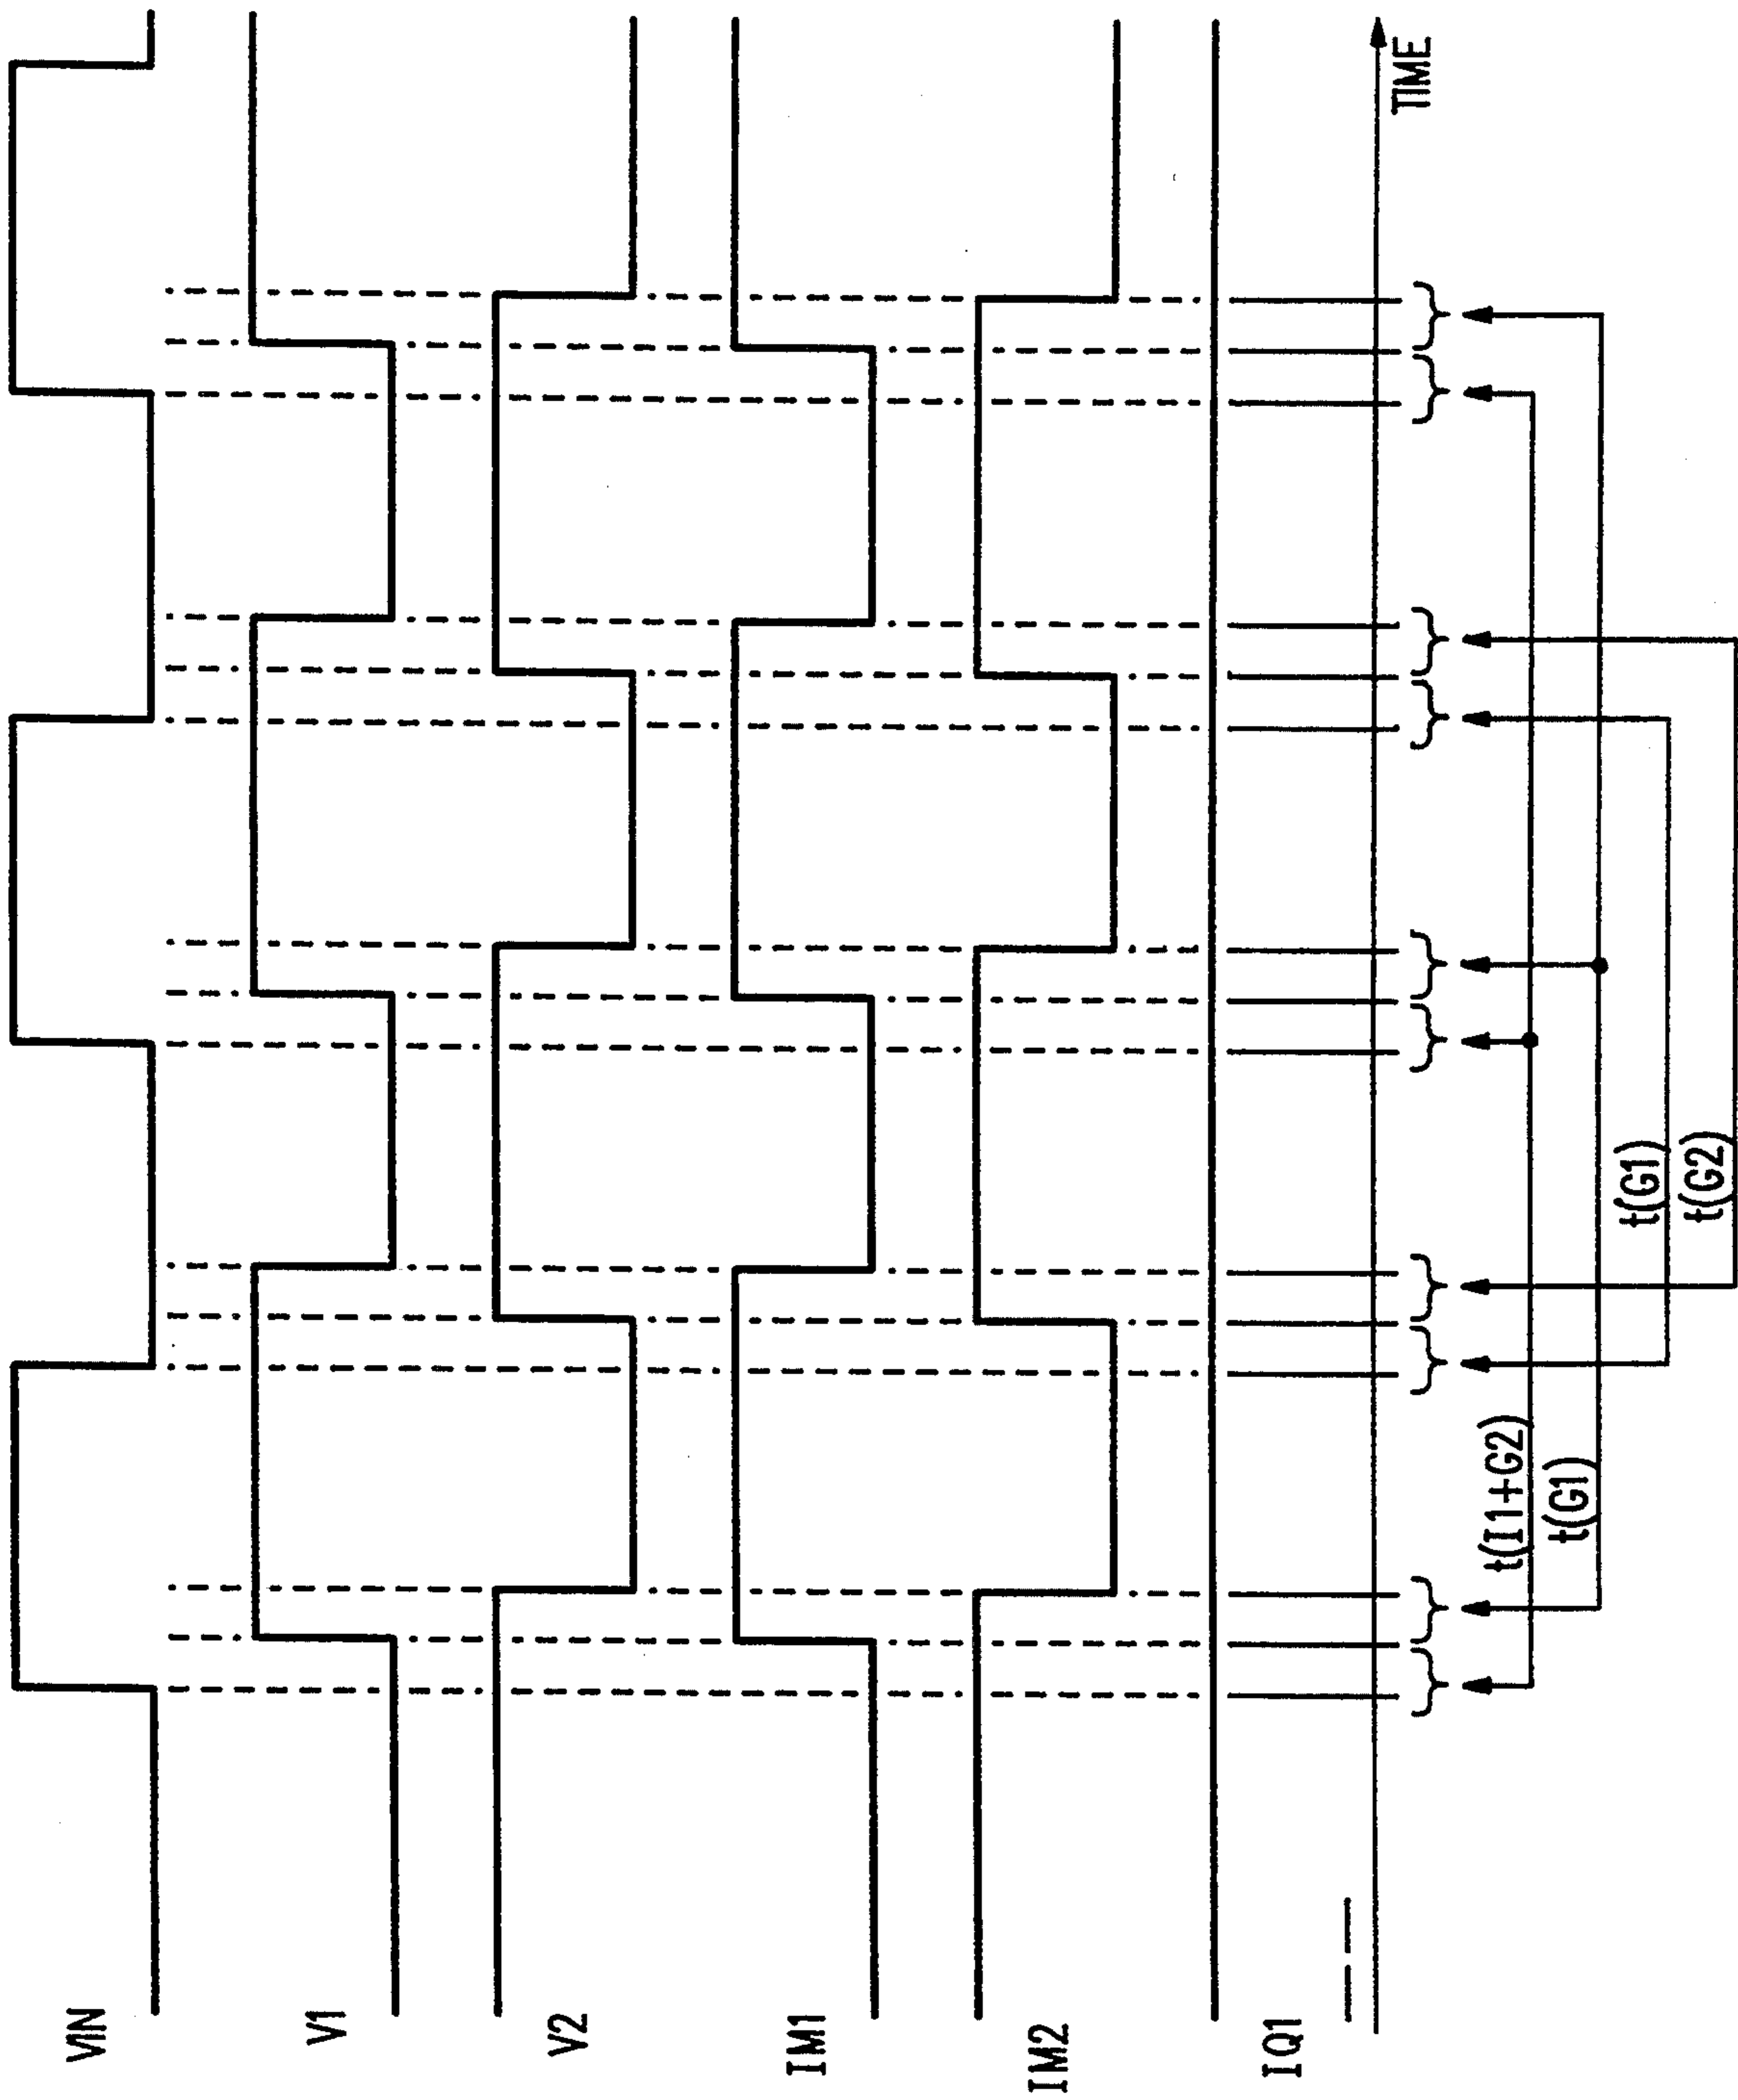 VIN
V1
V2
IM1
IM2
IQ1
TIME
t(I1+G2)
t(G1)
t(G1)
t(G2)